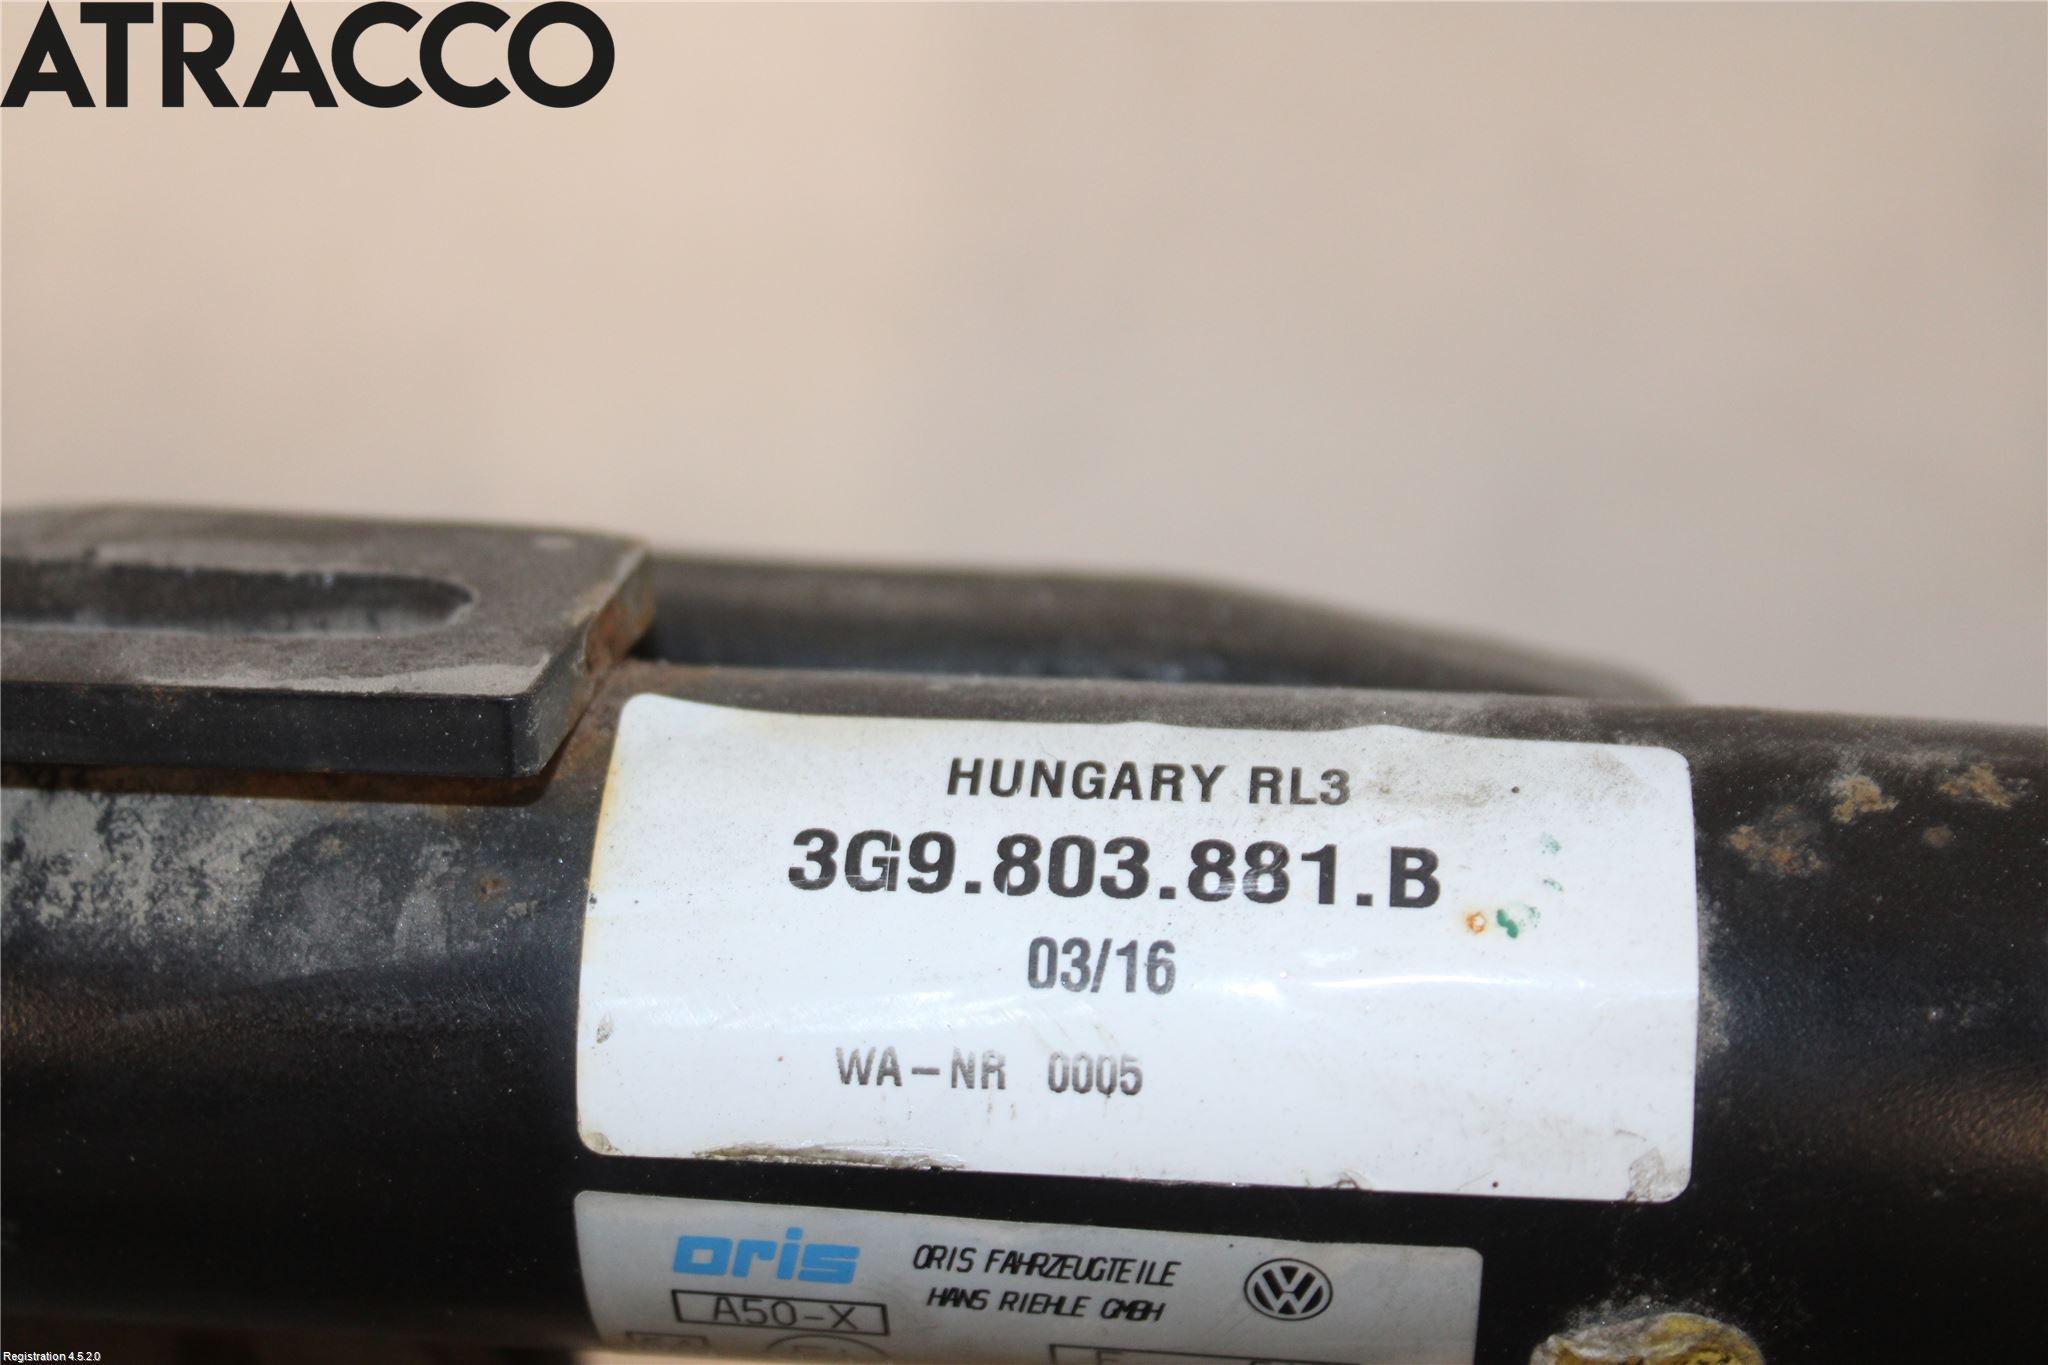 ATRACCO
HUNGARY RL3
3G9.803.881.B
03/16
WA-NR 0005
oris
ORIS FAHRZEUGTEILE
HANS RIEHLE GMBH
A50-X
Registration 4.5.2.0